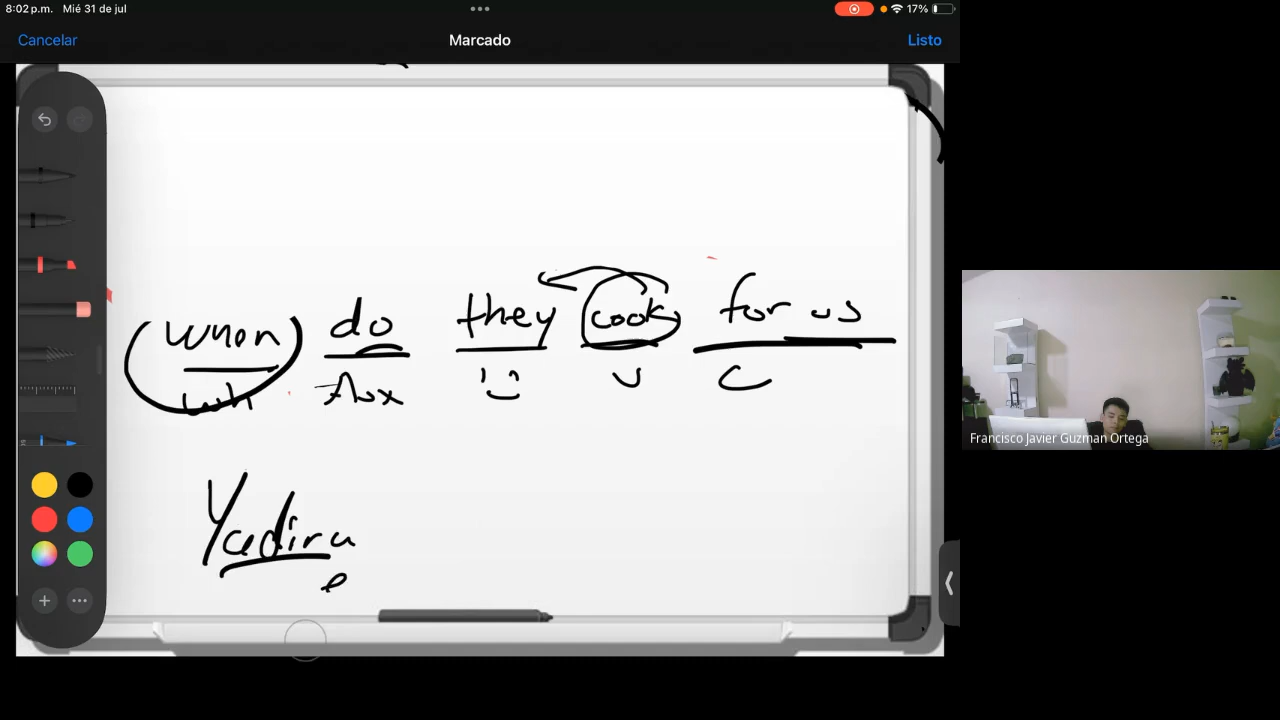 8:02 p.m. Mié 31 de jul
17%
Cancelar
Marcado
Listo
when do they cook for us
wh Aux U C
Yadira
e
Francisco Javier Guzman Ortega